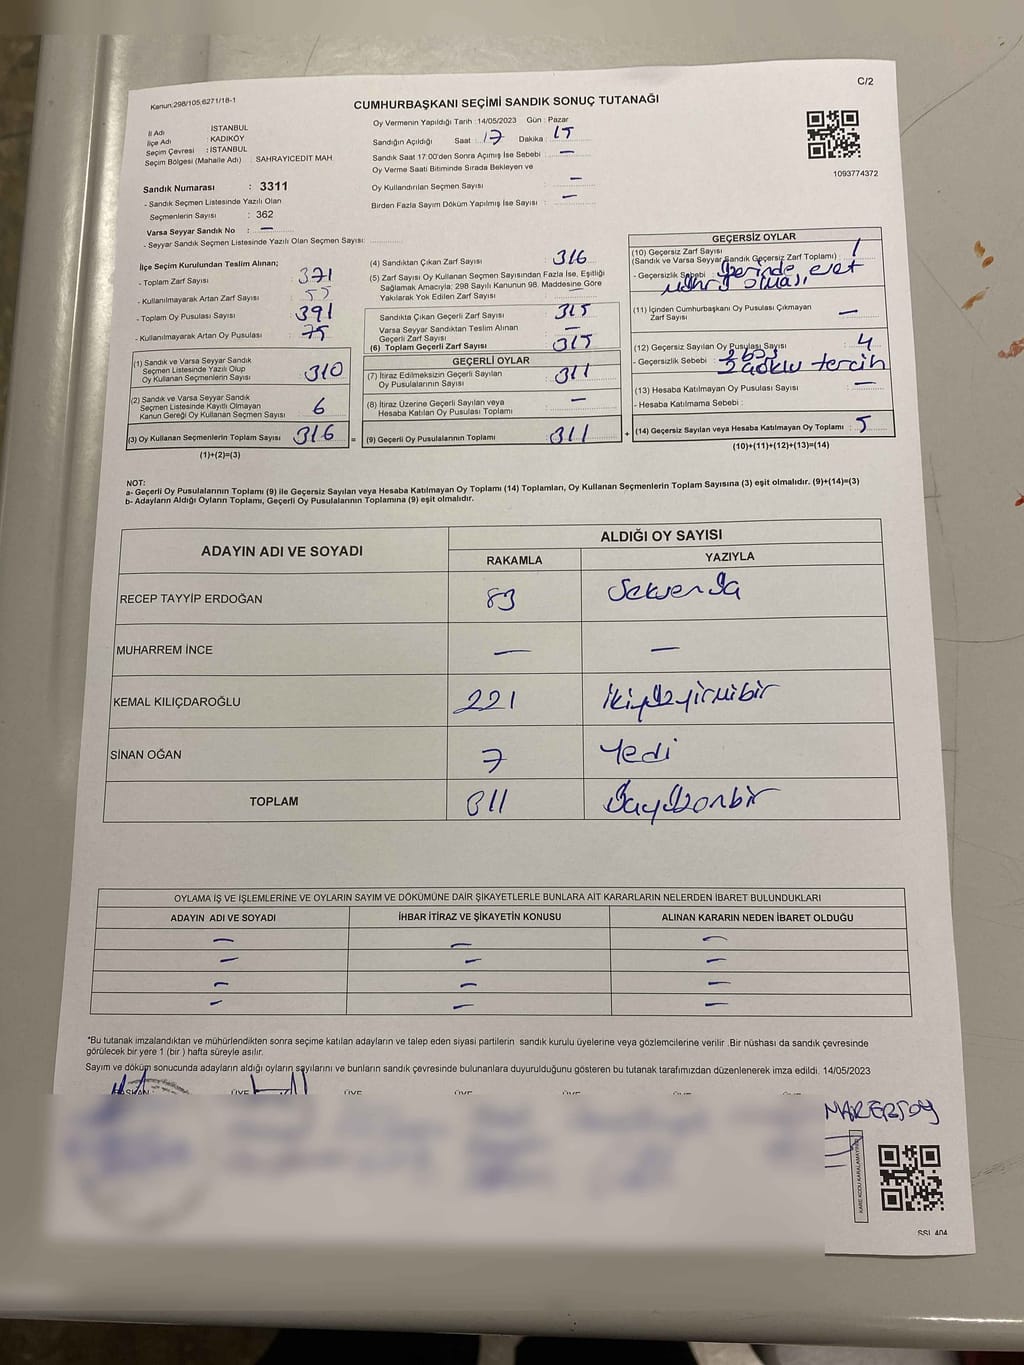 C/2
Kanun:298/105,6271/18-1
CUMHURBAŞKANI SEÇİMİ SANDIK SONUÇ TUTANAĞI
İl Adı İSTANBUL
İlçe Adı : KADIKÖY
Seçim Çevresi : İSTANBUL
Seçim Bölgesi (Mahalle Adı) : SAHRAYICEDIT MAH
Sandık Numarası : 3311
- Sandık Seçmen Listesinde Yazılı Olan
Seçmenlerin Sayısı : 362
Varsa Seyyar Sandık No : —
- Seyyar Sandık Seçmen Listesinde Yazılı Olan Seçmen Sayısı:
Oy Vermenin Yapıldığı Tarih : 14/05/2023 Gün : Pazar
Sandığın Açıldığı Saat : 17 Dakika : 15
Sandık Saat 17:00'den Sonra Açımış İse Sebebi : —
Oy Verme Saati Bitiminde Sırada Bekleyen ve
Oy Kullandırılan Seçmen Sayısı : —
Birden Fazla Sayım Döküm Yapılmış İse Sayısı : —
1093774372
İlçe Seçim Kurulundan Teslim Alınan;
- Toplam Zarf Sayısı : 371
- Kullanılmayarak Artan Zarf Sayısı : 55
- Toplam Oy Pusulası Sayısı : 391
- Kullanılmayarak Artan Oy Pusulası : 75
(1) Sandık ve Varsa Seyyar Sandık
Seçmen Listesinde Yazılı Olup
Oy Kullanan Seçmenlerin Sayısı : 310
(2) Sandık ve Varsa Seyyar Sandık
Seçmen Listesinde Kayıtlı Olmayan
Kanun Gereği Oy Kullanan Seçmen Sayısı : 6
(3) Oy Kullanan Seçmenlerin Toplam Sayısı : 316
(1)+(2)=(3)
(4) Sandıktan Çıkan Zarf Sayısı : 316
(5) Zarf Sayısı Oy Kullanan Seçmen Sayısından Fazla İse, Eşitliği
Sağlamak Amacıyla: 298 Sayılı Kanunun 98. Maddesine Göre
Yakılarak Yok Edilen Zarf Sayısı : —
Sandıkta Çıkan Geçerli Zarf Sayısı : 315
Varsa Seyyar Sandıktan Teslim Alınan
Geçerli Zarf Sayısı : —
(6) Toplam Geçerli Zarf Sayısı : 315
GEÇERLİ OYLAR
(7) İtiraz Edilmeksizin Geçerli Sayılan
Oy Pusulalarının Sayısı : 311
(8) İtiraz Üzerine Geçerli Sayılan veya
Hesaba Katılan Oy Pusulası Toplamı : —
= (9) Geçerli Oy Pusulalarının Toplamı : 311
GEÇERSİZ OYLAR
(10) Geçersiz Zarf Sayısı
(Sandık ve Varsa Seyyar Sandık Geçersiz Zarf Toplamı) : 1
- Geçersizlik Sebebi : üzerinde evet
mührü olması
(11) İçinden Cumhurbaşkanı Oy Pusulası Çıkmayan
Zarf Sayısı : —
(12) Geçersiz Sayılan Oy Pusulası Sayısı : 4
- Geçersizlik Sebebi : 2 boş
2 çoklu tercih
(13) Hesaba Katılmayan Oy Pusulası Sayısı : —
- Hesaba Katılmama Sebebi :
+ (14) Geçersiz Sayılan veya Hesaba Katılmayan Oy Toplamı : 5
(10)+(11)+(12)+(13)=(14)
NOT:
a- Geçerli Oy Pusulalarının Toplamı (9) ile Geçersiz Sayılan veya Hesaba Katılmayan Oy Toplamı (14) Toplamları, Oy Kullanan Seçmenlerin Toplam Sayısına (3) eşit olmalıdır. (9)+(14)=(3)
b- Adayların Aldığı Oyların Toplamı, Geçerli Oy Pusulalarının Toplamına (9) eşit olmalıdır.
ADAYIN ADI VE SOYADI ALDIĞI OY SAYISI
RAKAMLA YAZIYLA
RECEP TAYYİP ERDOĞAN 83 Seksenüç
MUHARREM İNCE — —
KEMAL KILIÇDAROĞLU 221 İkiyüzyirmibir
SİNAN OĞAN 7 Yedi
TOPLAM 311 Üçyüzonbir
OYLAMA İŞ VE İŞLEMLERİNE VE OYLARIN SAYIM VE DÖKÜMÜNE DAİR ŞİKAYETLERLE BUNLARA AİT KARARLARIN NELERDEN İBARET BULUNDUKLARI
ADAYIN ADI VE SOYADI İHBAR İTİRAZ VE ŞİKAYETİN KONUSU ALINAN KARARIN NEDEN İBARET OLDUĞU
— — —
— — —
— — —
— — —
*Bu tutanak imzalandıktan ve mühürlendikten sonra seçime katılan adayların ve talep eden siyasi partilerin sandık kurulu üyelerine veya gözlemcilerine verilir .Bir nüshası da sandık çevresinde
görülecek bir yere 1 (bir ) hafta süreyle asılır.
Sayım ve döküm sonucunda adayların aldığı oyların sayılarını ve bunların sandık çevresinde bulunanlara duyurulduğunu gösteren bu tutanak tarafımızdan düzenlenerek imza edildi. 14/05/2023
BAŞKAN ÜYE ÜYE ÜYE ÜYE ÜYE
KARE KODU KARALAMAYINIZ